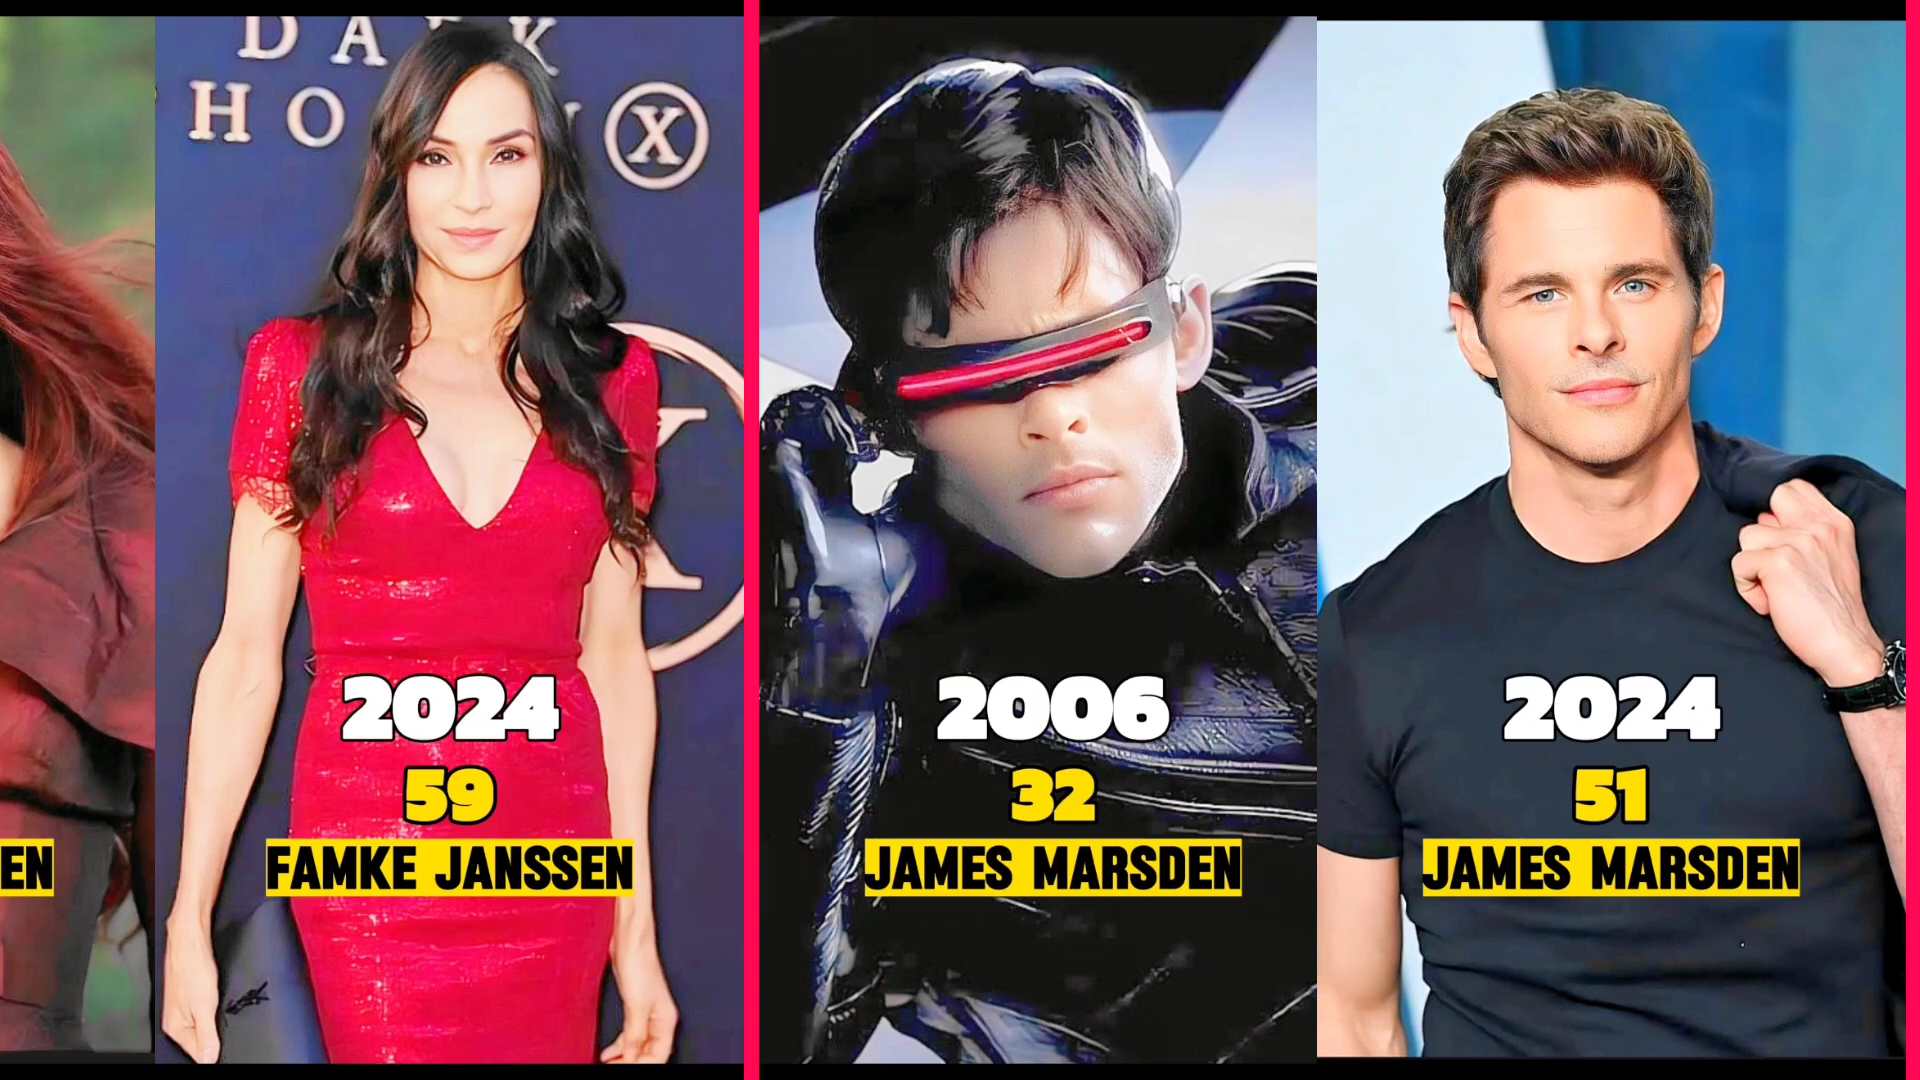 DA K
HO
X
EN
2024
59
FAMKE JANSSEN
2006
32
JAMES MARSDEN
2024
51
JAMES MARSDEN